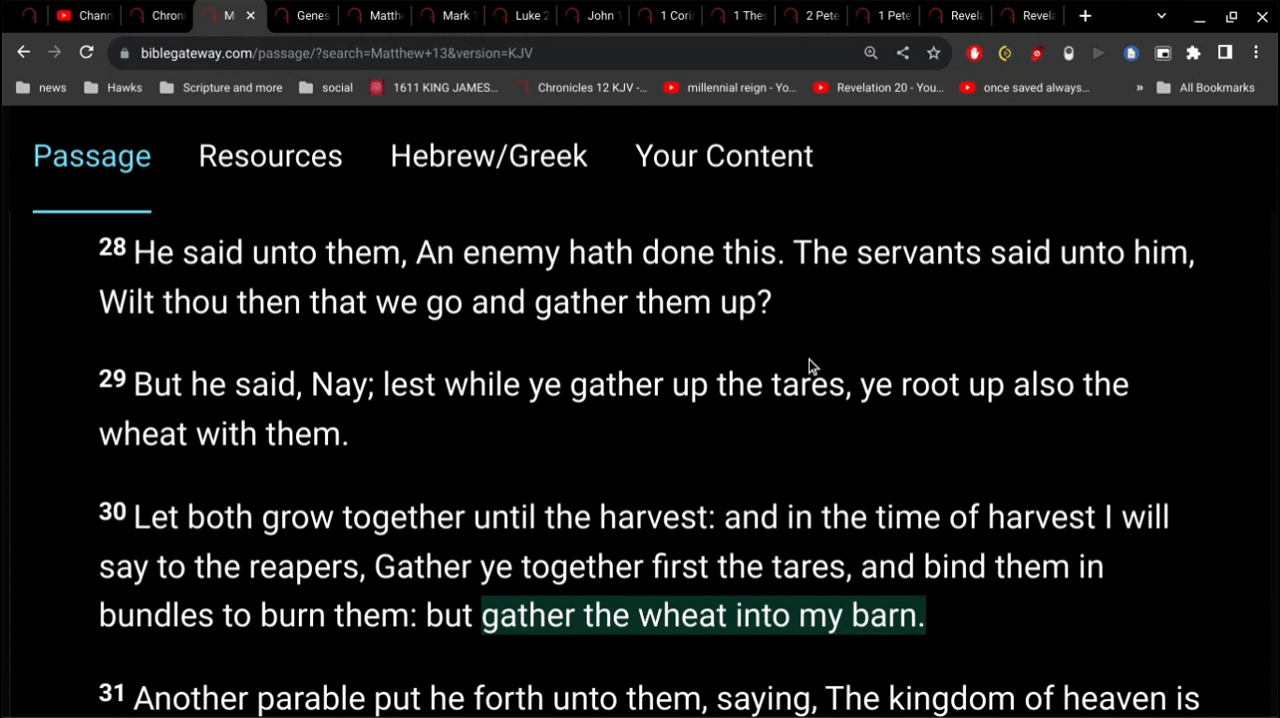 Chann
Chroni
M
Genes
Matth
Mark
Luke 2
John
1 Cori
1 The
2 Pete
1 Pete
Revela
Revela
biblegateway.com/passage/?search=Matthew+13&version=KJV
news Hawks Scripture and more social 1611 KING JAMES... Chronicles 12 KJV -... millennial reign - Yo... Revelation 20 - You... once saved always... » All Bookmarks
Passage Resources Hebrew/Greek Your Content
28 He said unto them, An enemy hath done this. The servants said unto him,
Wilt thou then that we go and gather them up?
29 But he said, Nay; lest while ye gather up the tares, ye root up also the
wheat with them.
30 Let both grow together until the harvest: and in the time of harvest I will
say to the reapers, Gather ye together first the tares, and bind them in
bundles to burn them: but gather the wheat into my barn.
31 Another parable put he forth unto them, saying, The kingdom of heaven is